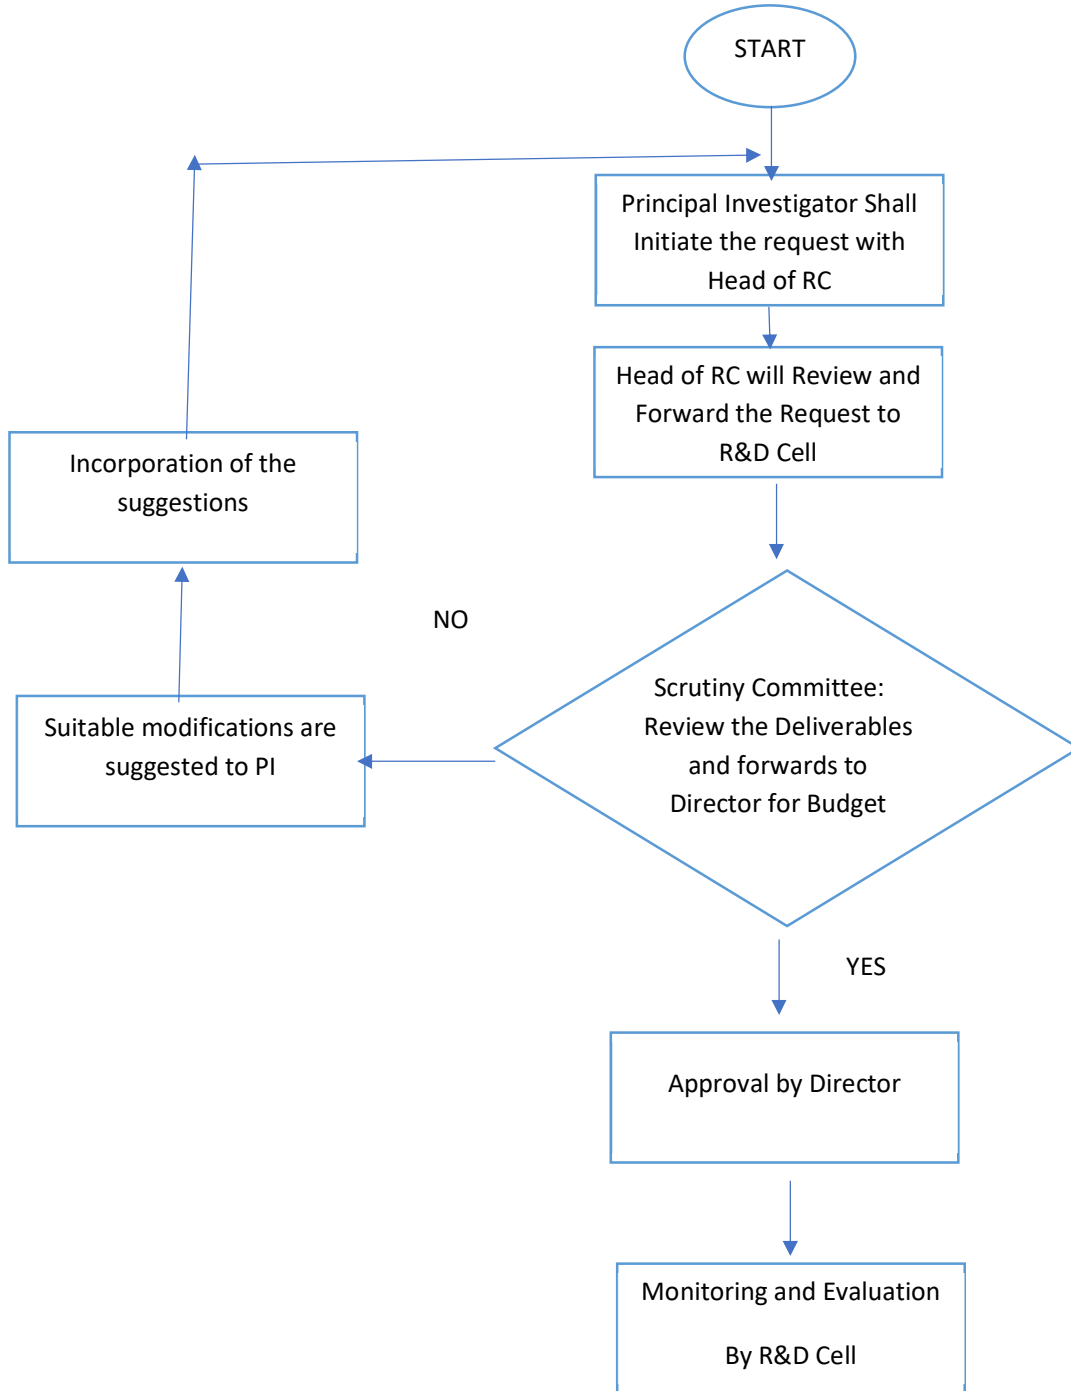 START
Principal Investigator Shall
Initiate the request with
Head of RC
Head of RC will Review and
Forward the Request to
R&D Cell
Incorporation of the
suggestions
NO
Scrutiny Committee:
Review the Deliverables
and forwards to
Director for Budget
Suitable modifications are
suggested to PI
YES
Approval by Director
Monitoring and Evaluation
By R&D Cell